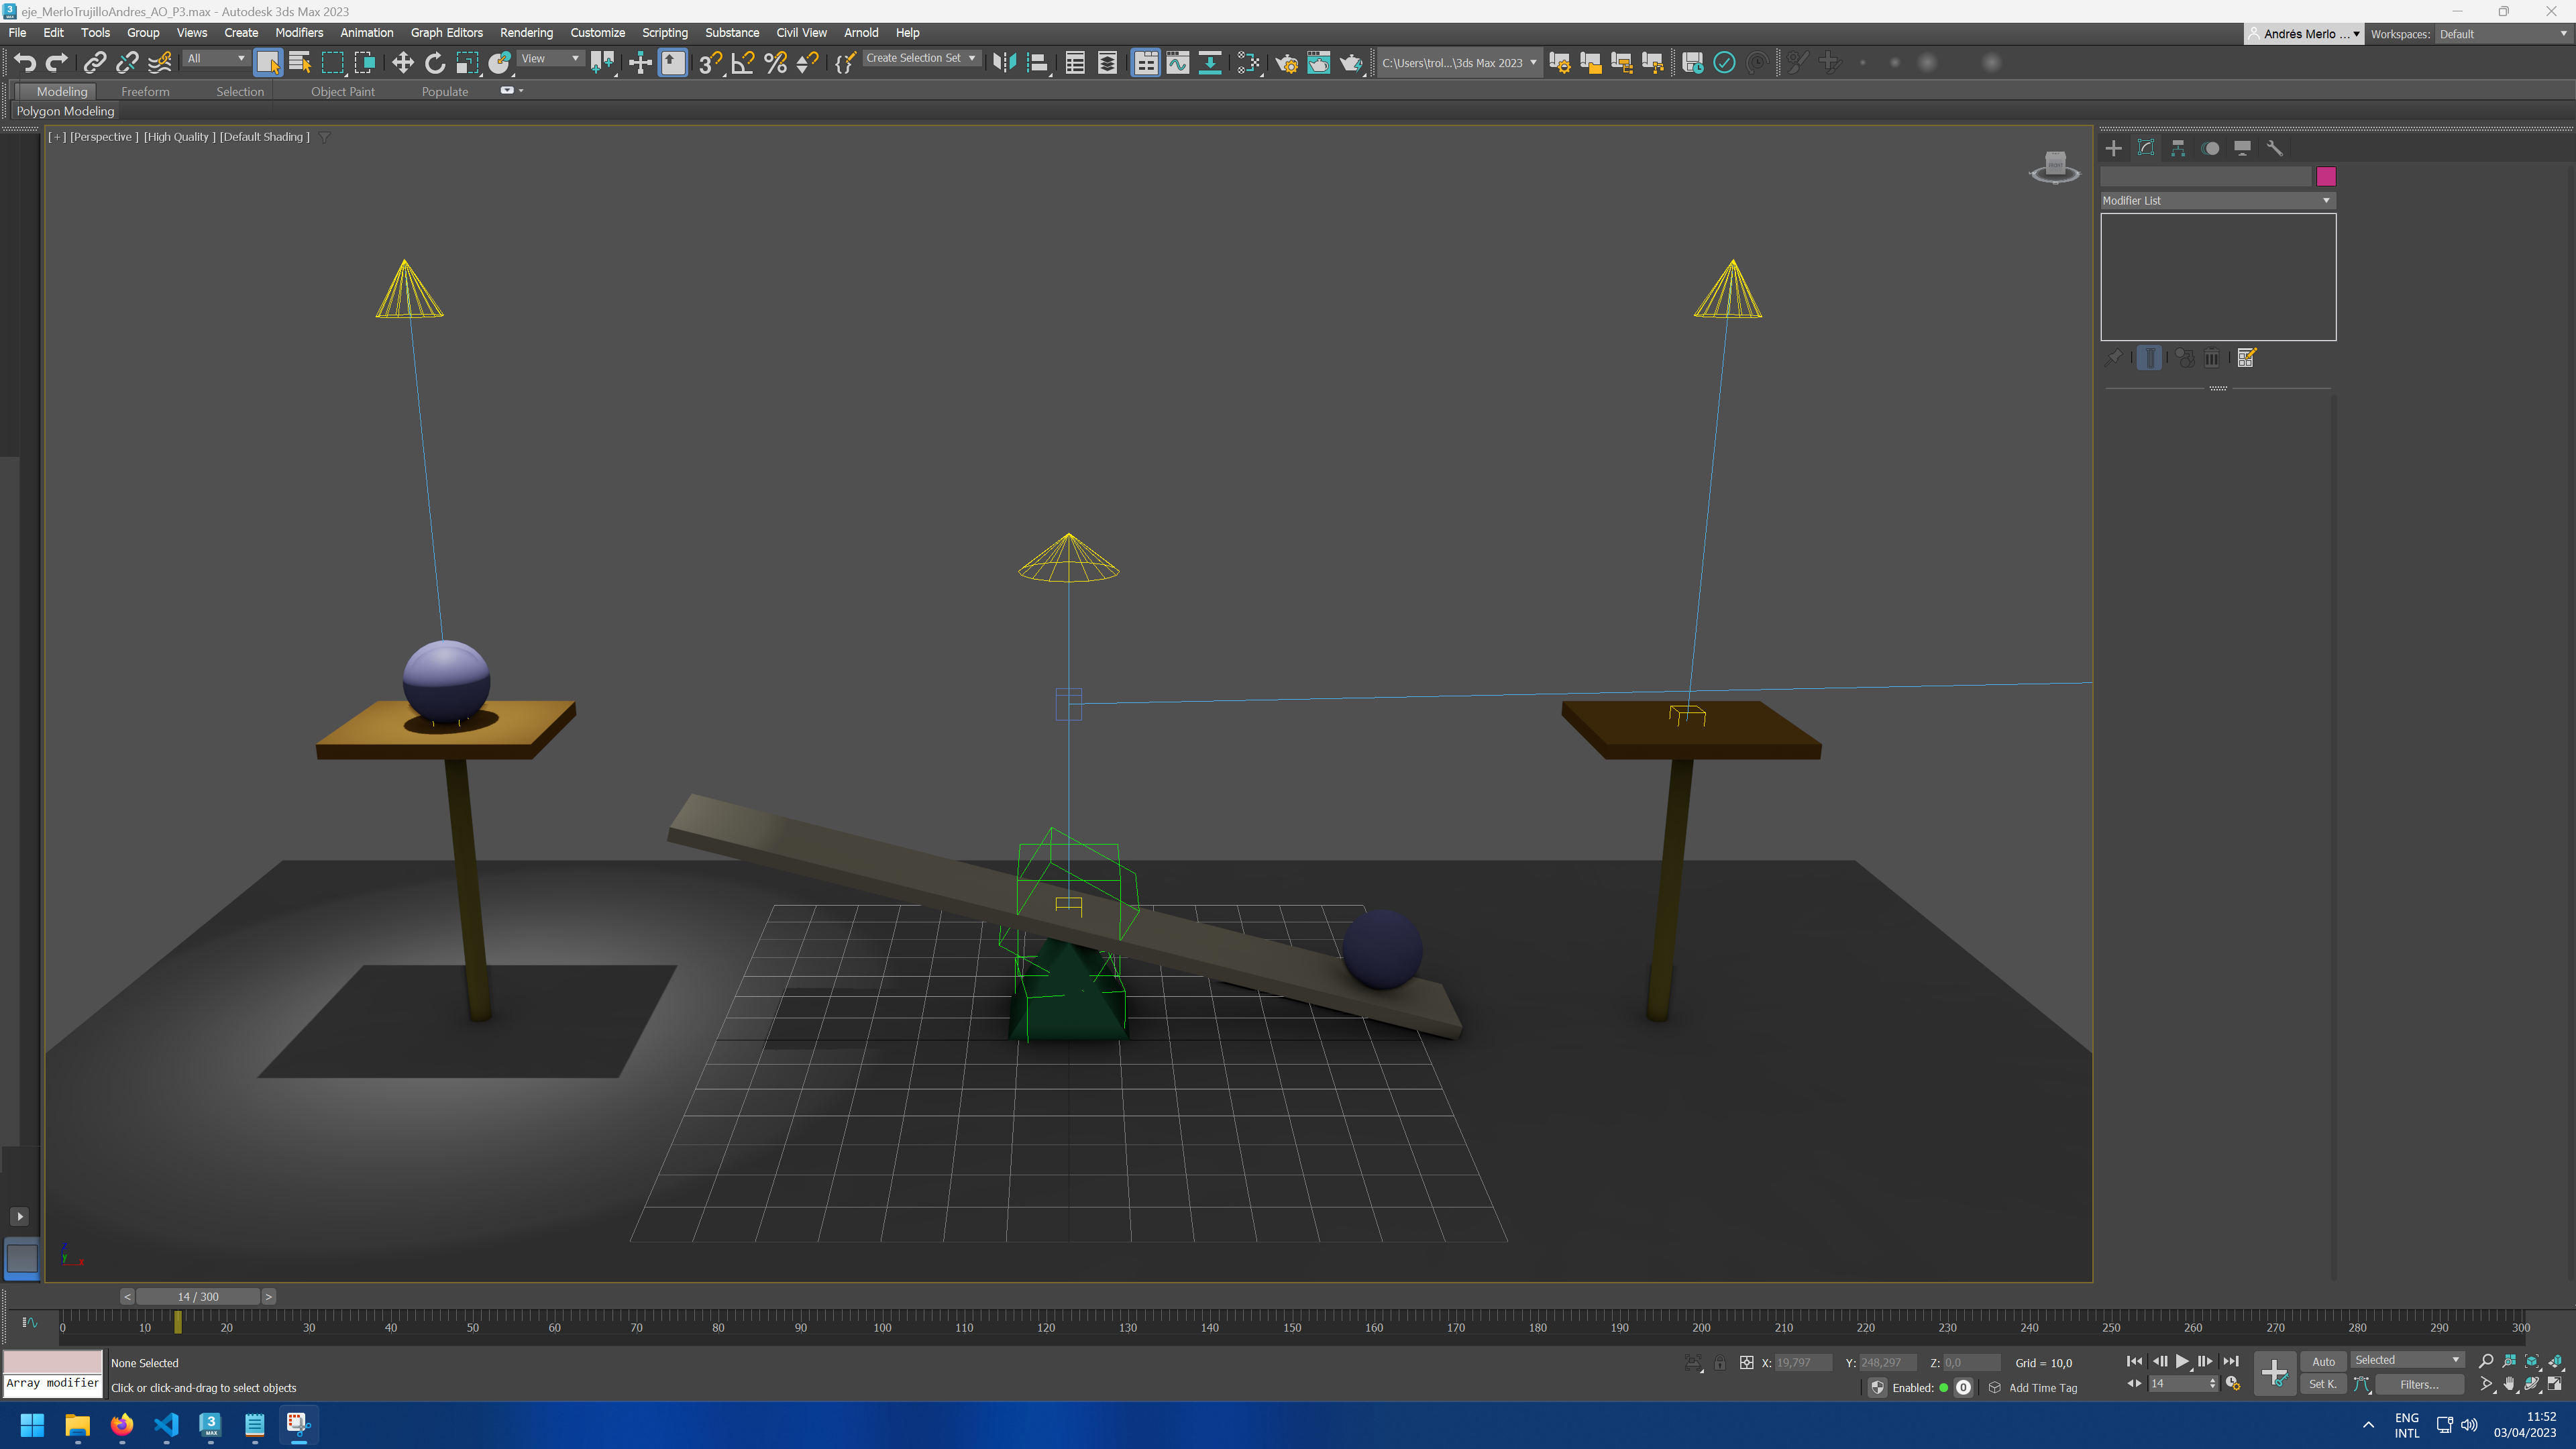 eje_MerloTrujilloAndres_AO_P3.max - Autodesk 3ds Max 2023
File Edit Tools Group Views Create Modifiers Animation Graph Editors Rendering Customize Scripting Substance Civil View Arnold Help
Andrés Merlo ... Workspaces: Default
All View Create Selection Set C:\Users\trol...\3ds Max 2023
Modeling Freeform Selection Object Paint Populate
Polygon Modeling
[+] [Perspective ] [High Quality ] [Default Shading ]
Modifier List
z
y
x
< 14 / 300 >
0 10 20 30 40 50 60 70 80 90 100 110 120 130 140 150 160 170 180 190 200 210 220 230 240 250 260 270 280 290 300
None Selected
X: 19,797 Y: 248,297 Z: 0,0 Grid = 10,0
Auto Selected
Array modifier
Click or click-and-drag to select objects
Enabled: 0 Add Time Tag
14
Set K. Filters...
ENG
INTL
11:52
03/04/2023